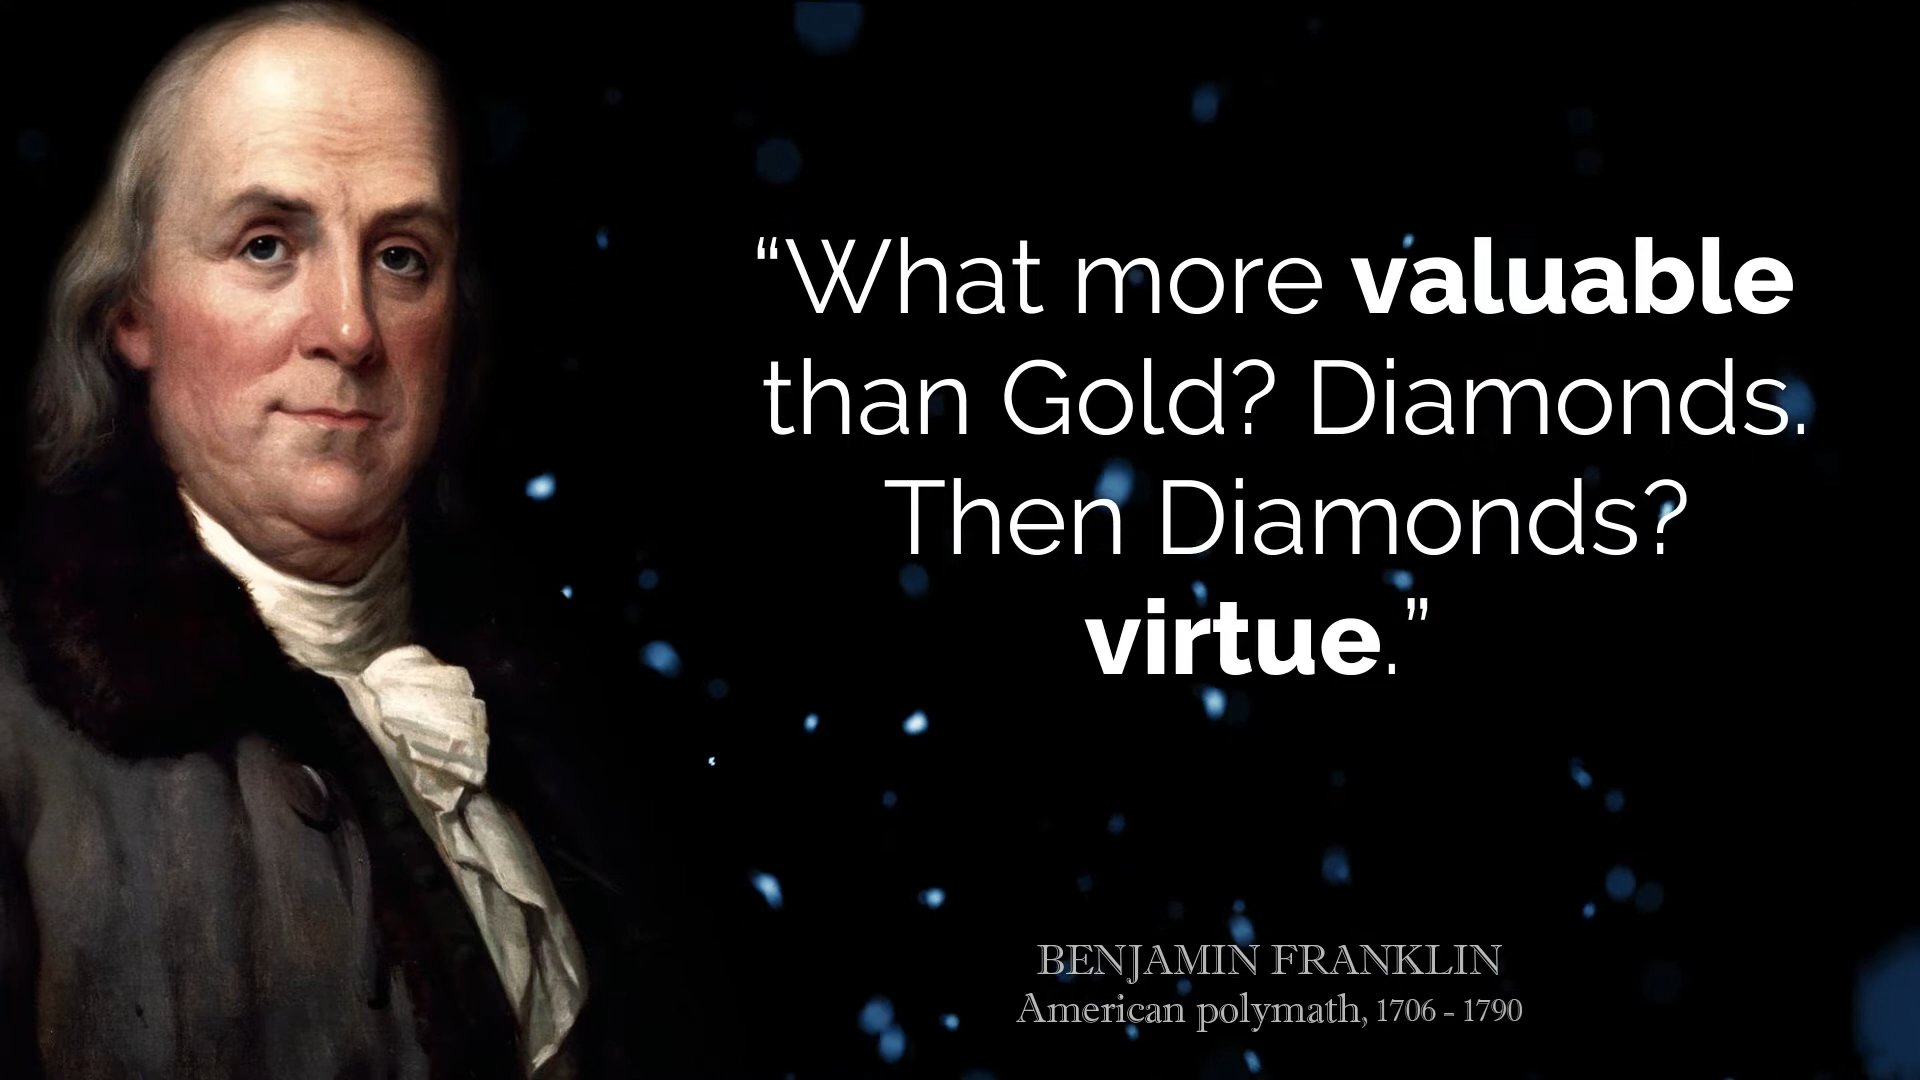 “What more valuable
than Gold? Diamonds.
Then Diamonds?
virtue.”
BENJAMIN FRANKLIN
American polymath, 1706 - 1790